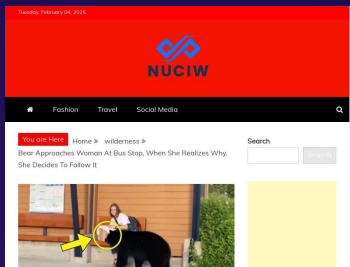 Tuesday, February 04, 2025
NUCIW
Fashion Travel Social Media
You are Here Home » wilderness »
Bear Approaches Woman At Bus Stop, When She Realizes Why,
She Decides To Follow It
Search
Search